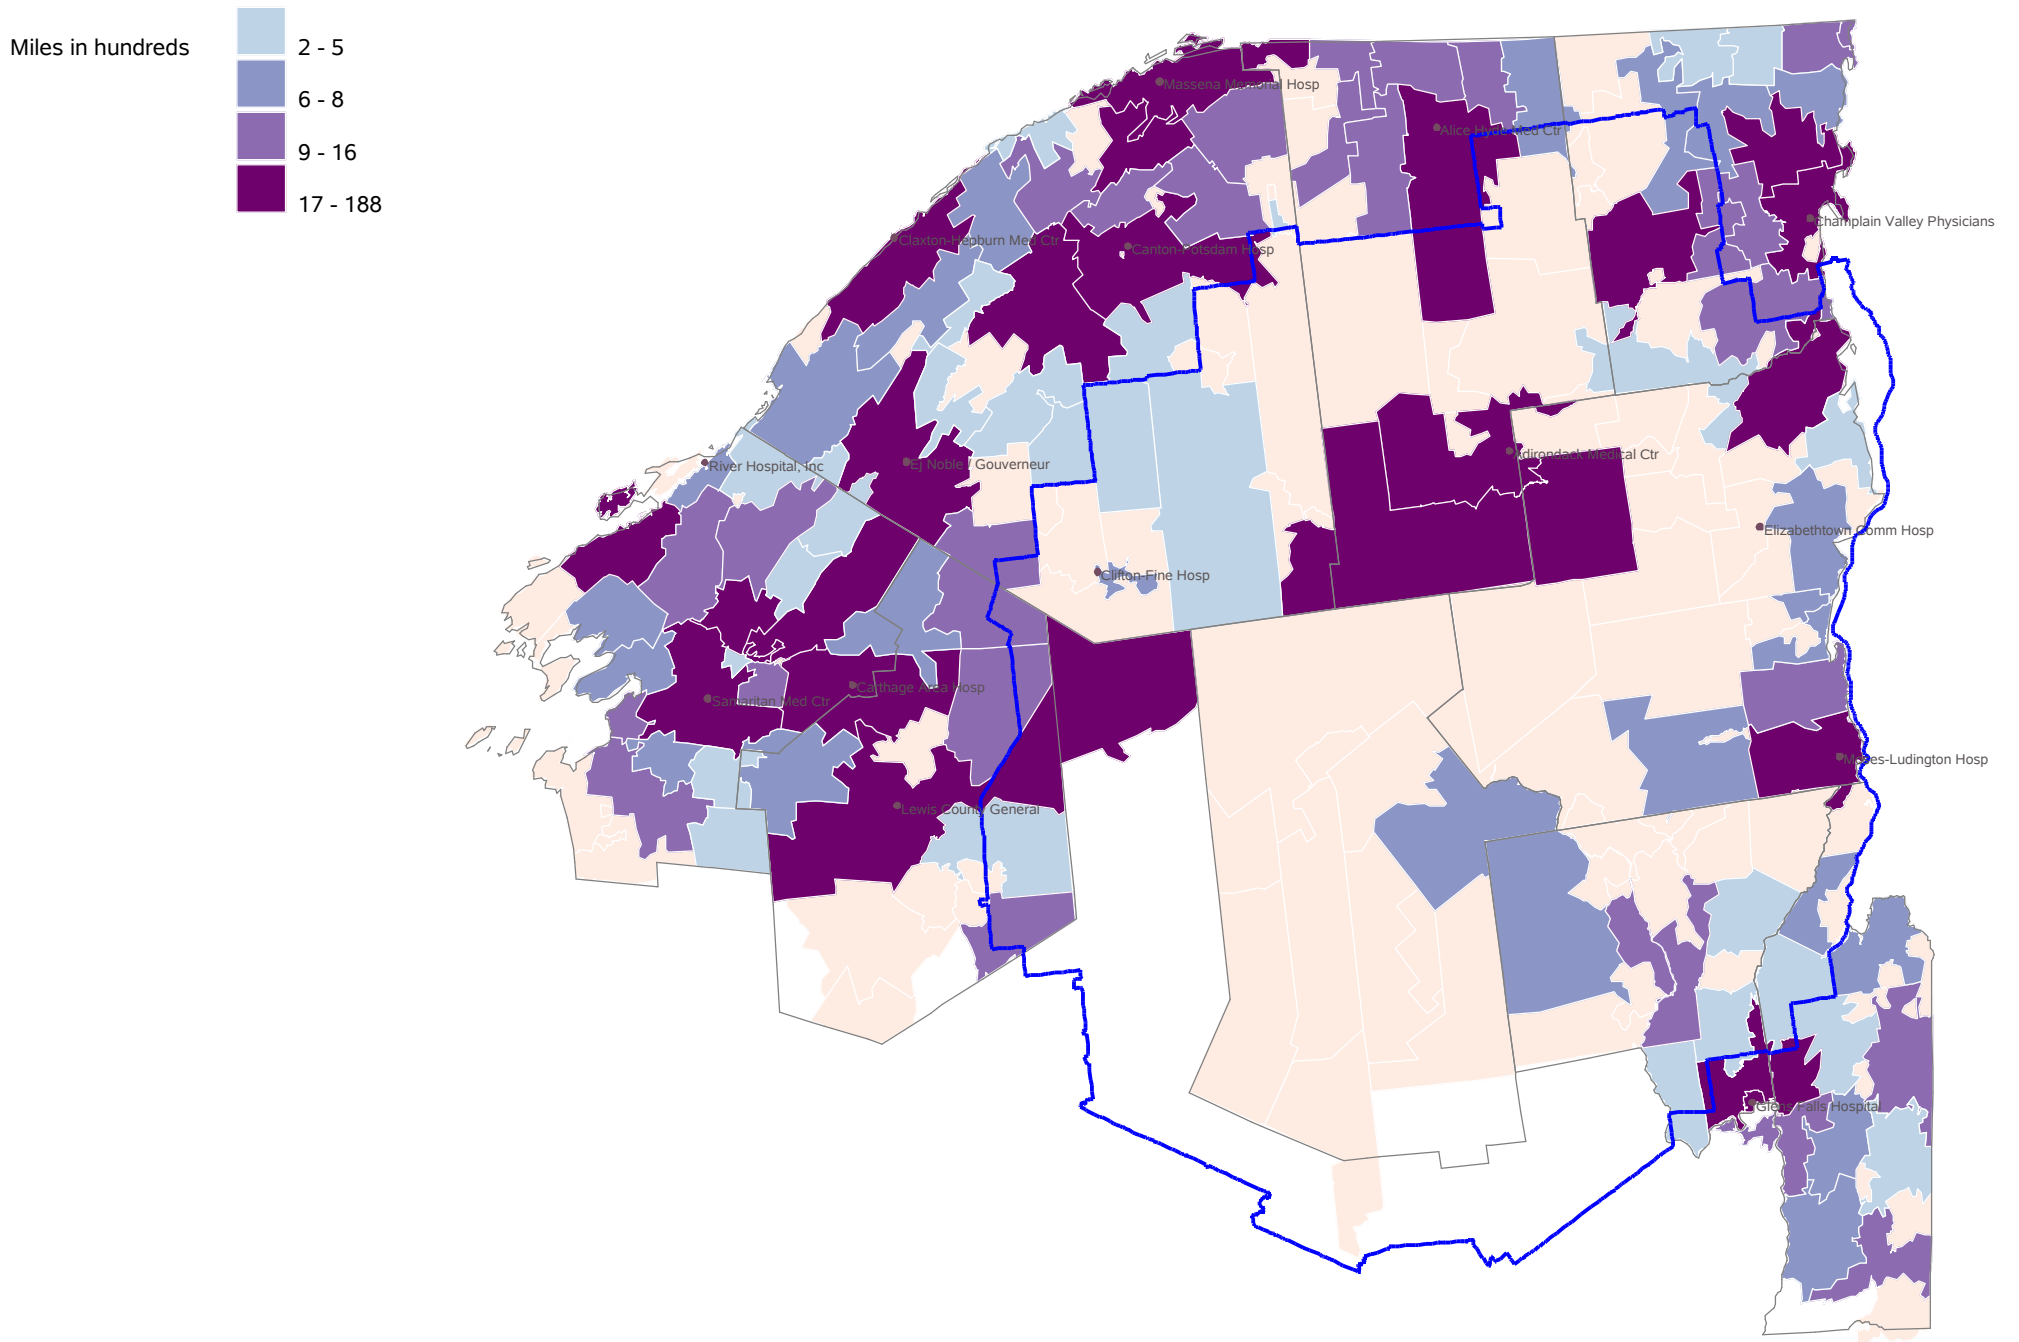 Miles in hundreds
2 - 5
6 - 8
9 - 16
17 - 188
Massena Memorial Hosp
Alice Hyde Med Ctr
Champlain Valley Physicians
Claxton-Hepburn Med Ctr
Canton-Potsdam Hosp
River Hospital, Inc
Ej Noble / Gouverneur
Adirondack Medical Ctr
Elizabethtown Comm Hosp
Clifton-Fine Hosp
Carthage Area Hosp
Samaritan Med Ctr
Moses-Ludington Hosp
Lewis County General
Glens Falls Hospital